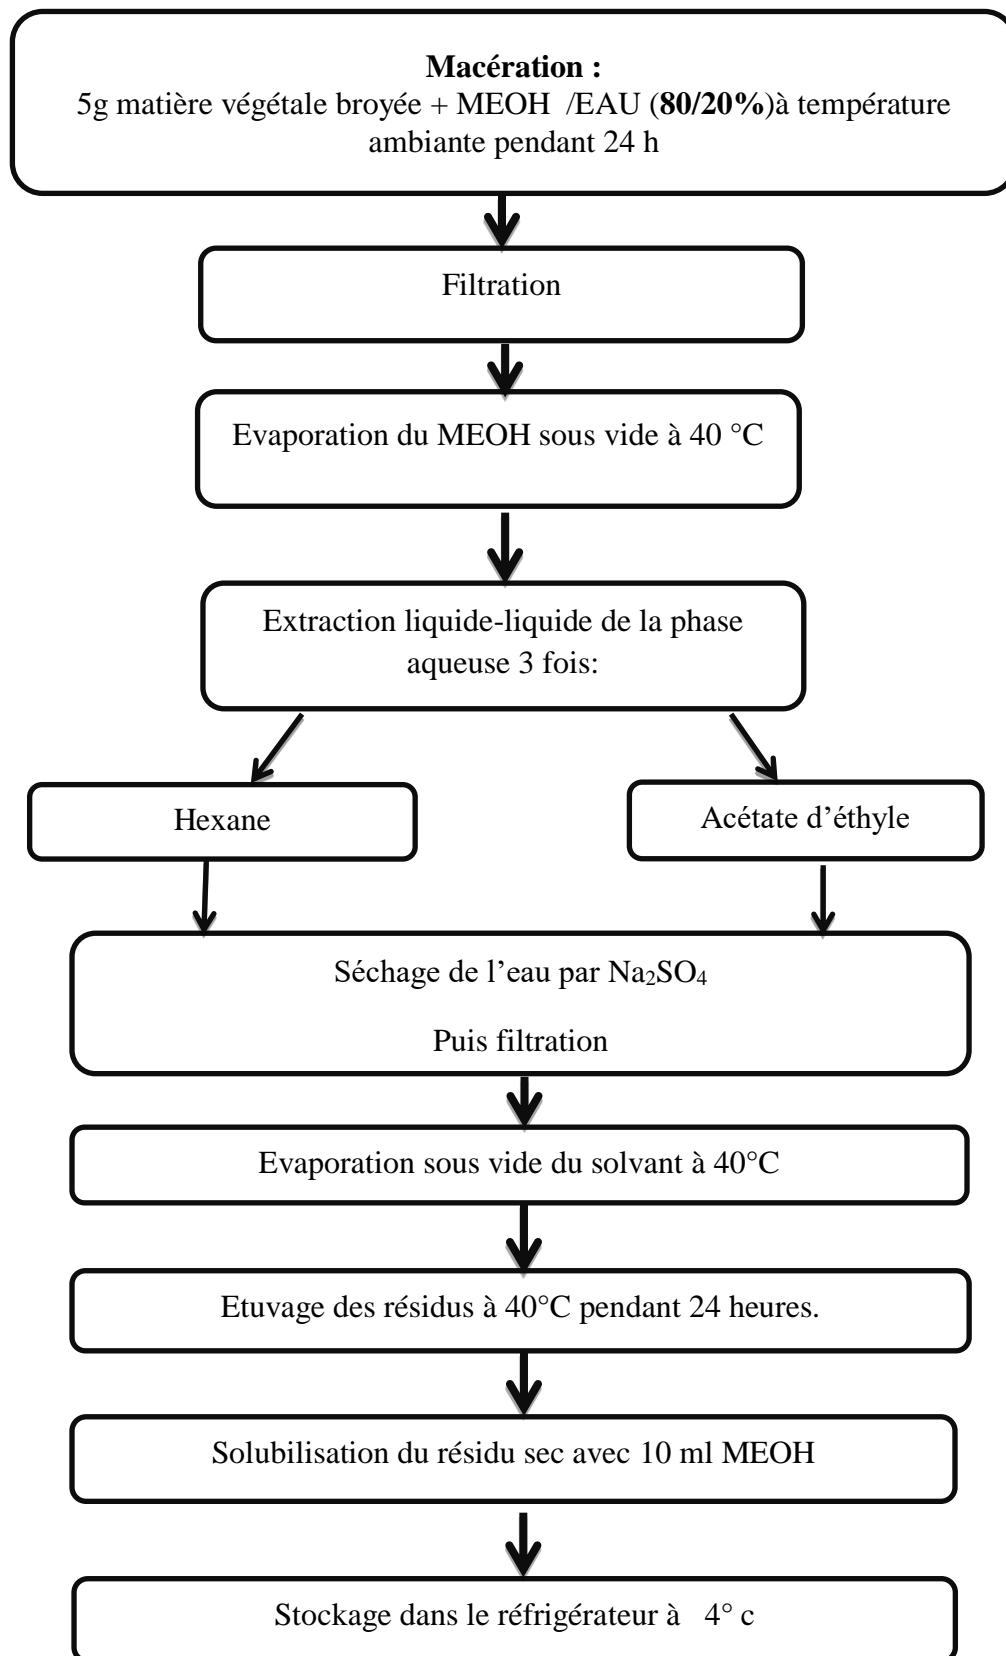 Macération :
5g matière végétale broyée + MEOH /EAU (80/20%)à température
ambiante pendant 24 h
Filtration
Evaporation du MEOH sous vide à 40 °C
Extraction liquide-liquide de la phase
aqueuse 3 fois:
Hexane
Acétate d’éthyle
Séchage de l’eau par Na₂SO₄
Puis filtration
Evaporation sous vide du solvant à 40°C
Etuvage des résidus à 40°C pendant 24 heures.
Solubilisation du résidu sec avec 10 ml MEOH
Stockage dans le réfrigérateur à 4° c